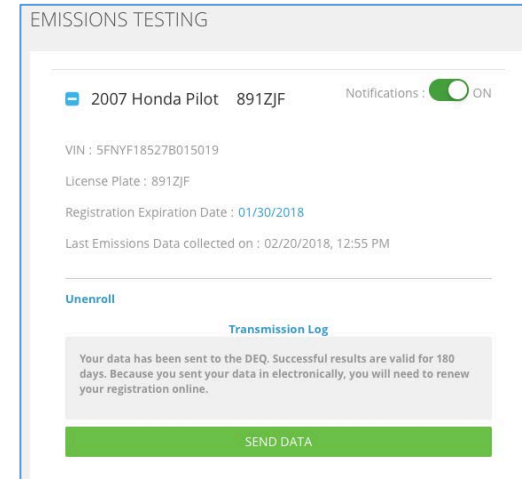 EMISSIONS TESTING
2007 Honda Pilot 891ZJF Notifications : ON
VIN : 5FNYF18527B015019
License Plate : 891ZJF
Registration Expiration Date : 01/30/2018
Last Emissions Data collected on : 02/20/2018, 12:55 PM
Unenroll
Transmission Log
Your data has been sent to the DEQ. Successful results are valid for 180
days. Because you sent your data in electronically, you will need to renew
your registration online.
SEND DATA